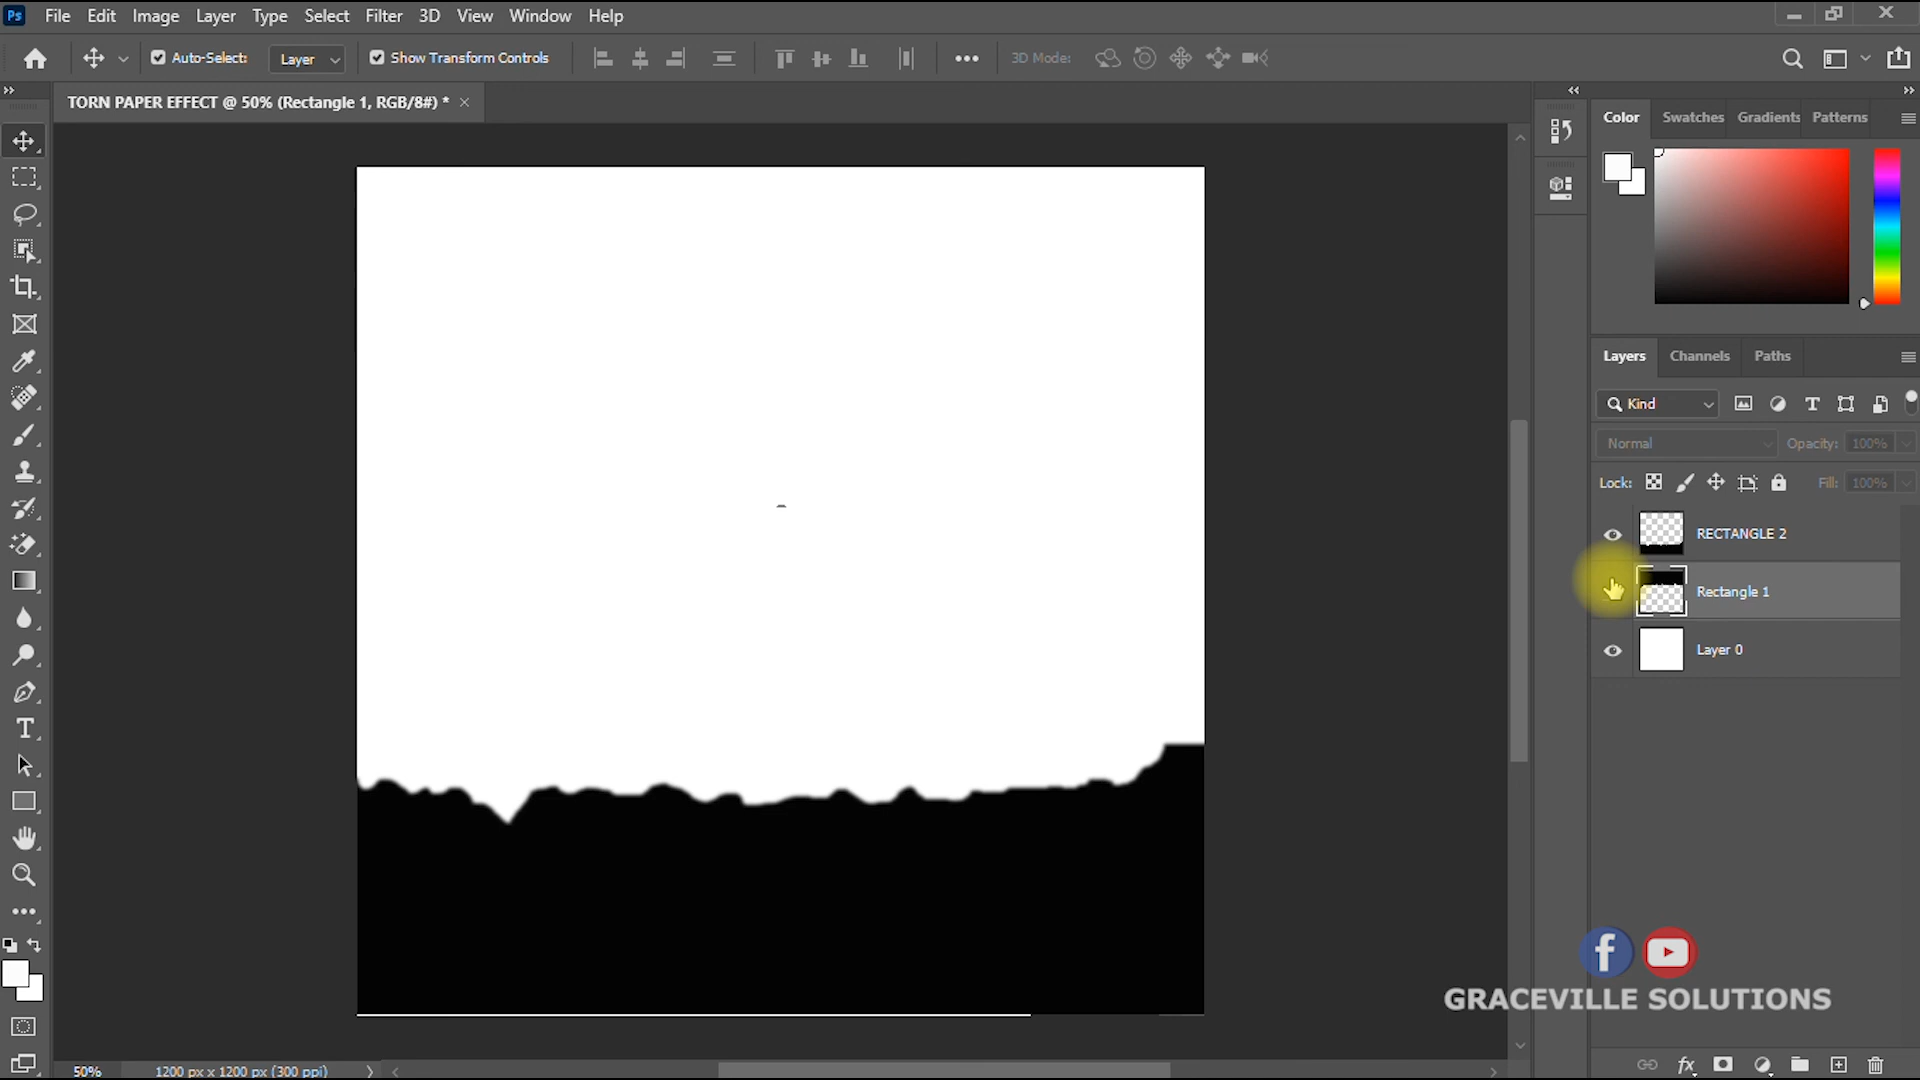 Ps File Edit Image Layer Type Select Filter 3D View Window Help
Auto-Select: Layer Show Transform Controls 3D Mode:
TORN PAPER EFFECT @ 50% (Rectangle 1, RGB/8#) *
Color Swatches Gradients Patterns
Layers Channels Paths
Kind
Normal Opacity: 100%
Lock: Fill: 100%
RECTANGLE 2
Rectangle 1
Layer 0
GRACEVILLE SOLUTIONS
50% 1200 px x 1200 px (300 ppi)